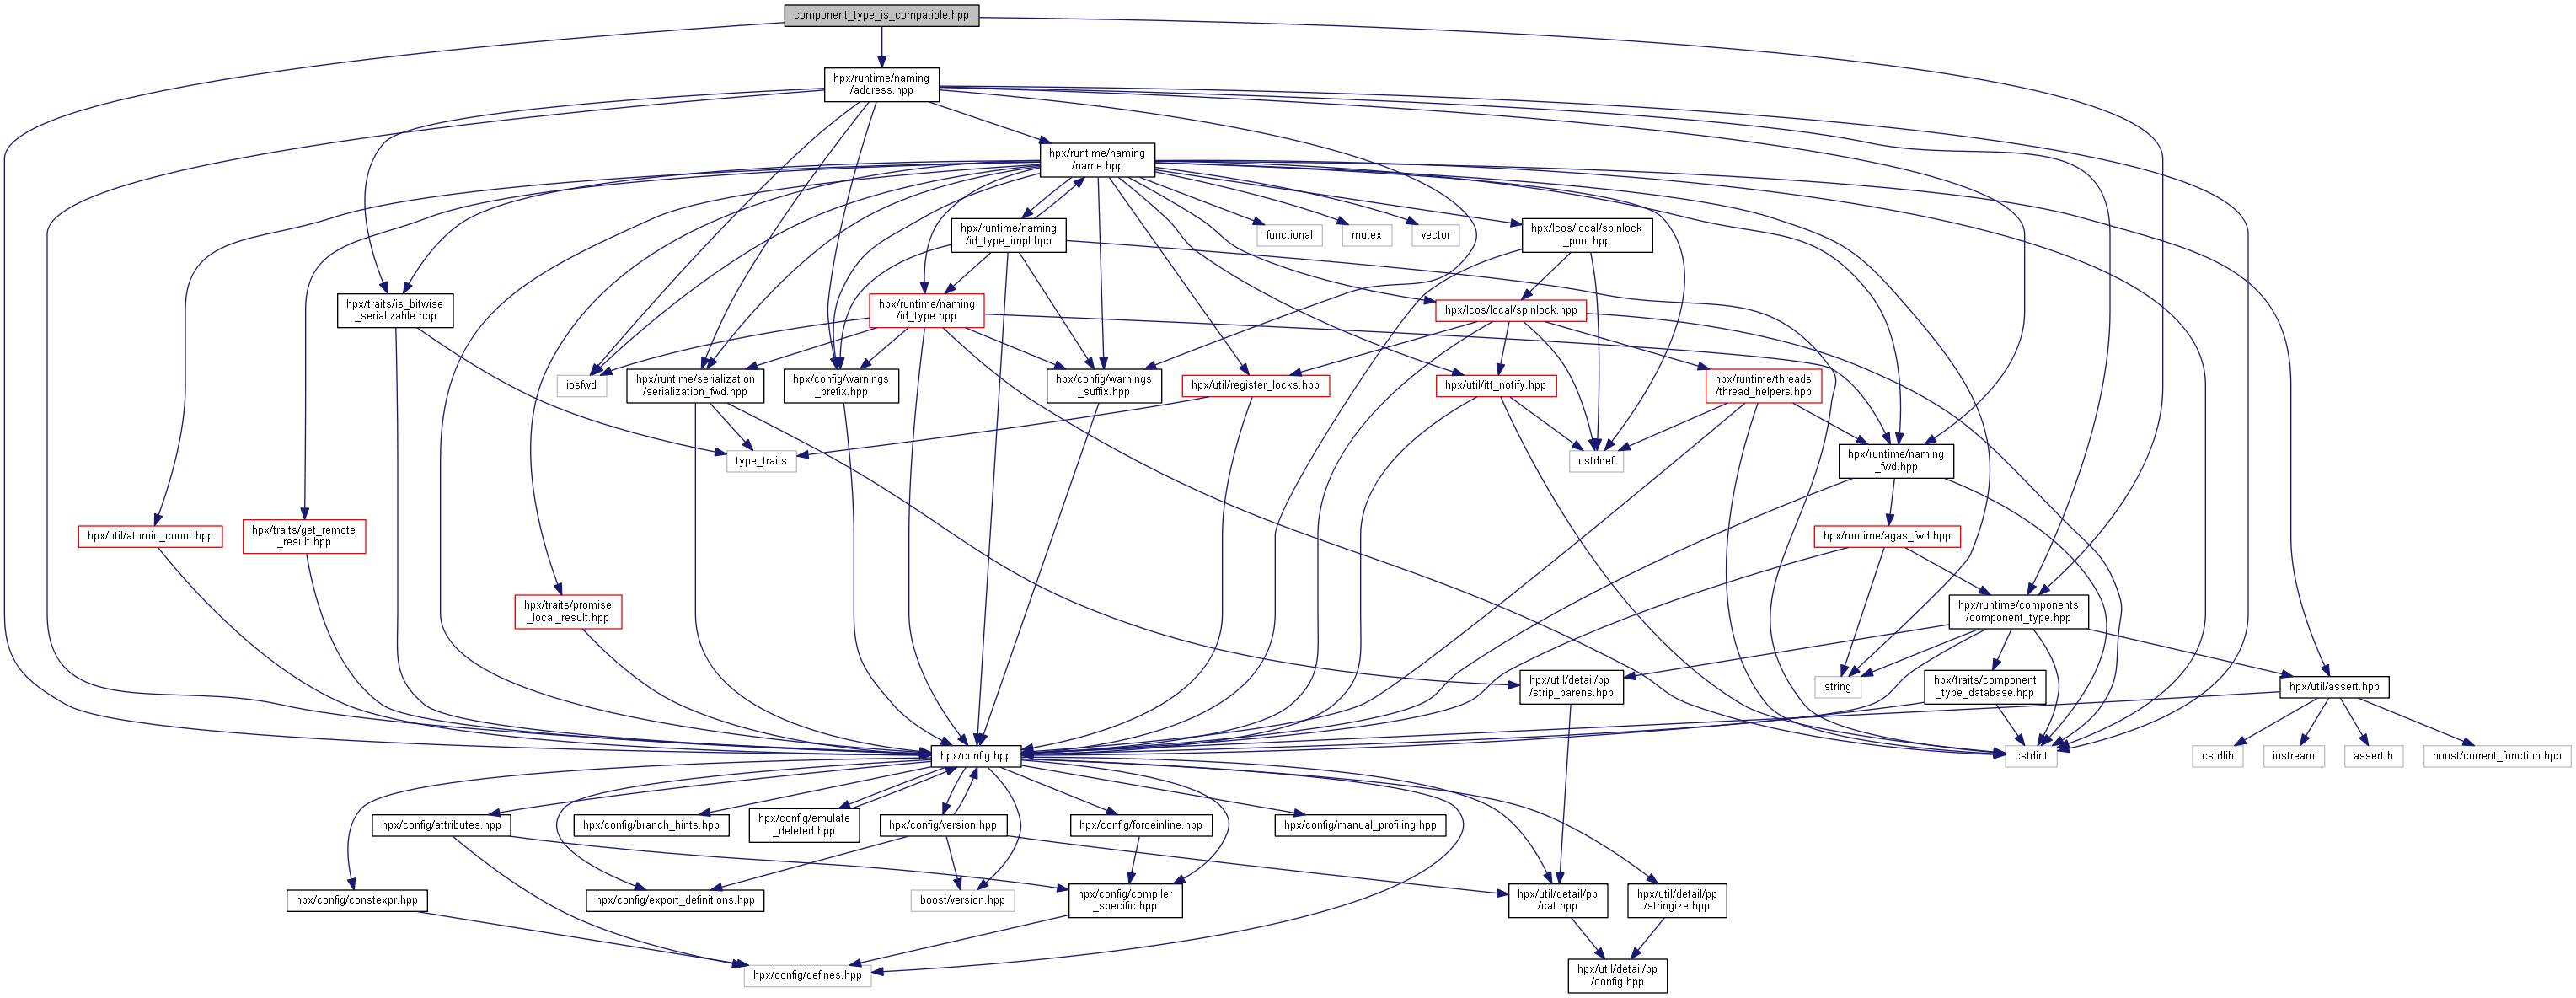 component_type_is_compatible.hpp
hpx/runtime/naming
/address.hpp
hpx/runtime/naming
/name.hpp
hpx/runtime/naming
/id_type_impl.hpp
functional
mutex
vector
hpx/lcos/local/spinlock
_pool.hpp
hpx/traits/is_bitwise
_serializable.hpp
hpx/runtime/naming
/id_type.hpp
hpx/lcos/local/spinlock.hpp
iosfwd
hpx/runtime/serialization
/serialization_fwd.hpp
hpx/config/warnings
_prefix.hpp
hpx/config/warnings
_suffix.hpp
hpx/util/register_locks.hpp
hpx/util/itt_notify.hpp
hpx/runtime/threads
/thread_helpers.hpp
type_traits
cstddef
hpx/runtime/naming
_fwd.hpp
hpx/util/atomic_count.hpp
hpx/traits/get_remote
_result.hpp
hpx/runtime/agas_fwd.hpp
hpx/traits/promise
_local_result.hpp
hpx/runtime/components
/component_type.hpp
hpx/util/detail/pp
/strip_parens.hpp
string
hpx/traits/component
_type_database.hpp
hpx/util/assert.hpp
hpx/config.hpp
cstdint
cstdlib
iostream
assert.h
boost/current_function.hpp
hpx/config/attributes.hpp
hpx/config/branch_hints.hpp
hpx/config/emulate
_deleted.hpp
hpx/config/version.hpp
hpx/config/forceinline.hpp
hpx/config/manual_profiling.hpp
hpx/config/constexpr.hpp
hpx/config/export_definitions.hpp
boost/version.hpp
hpx/config/compiler
_specific.hpp
hpx/util/detail/pp
/cat.hpp
hpx/util/detail/pp
/stringize.hpp
hpx/config/defines.hpp
hpx/util/detail/pp
/config.hpp